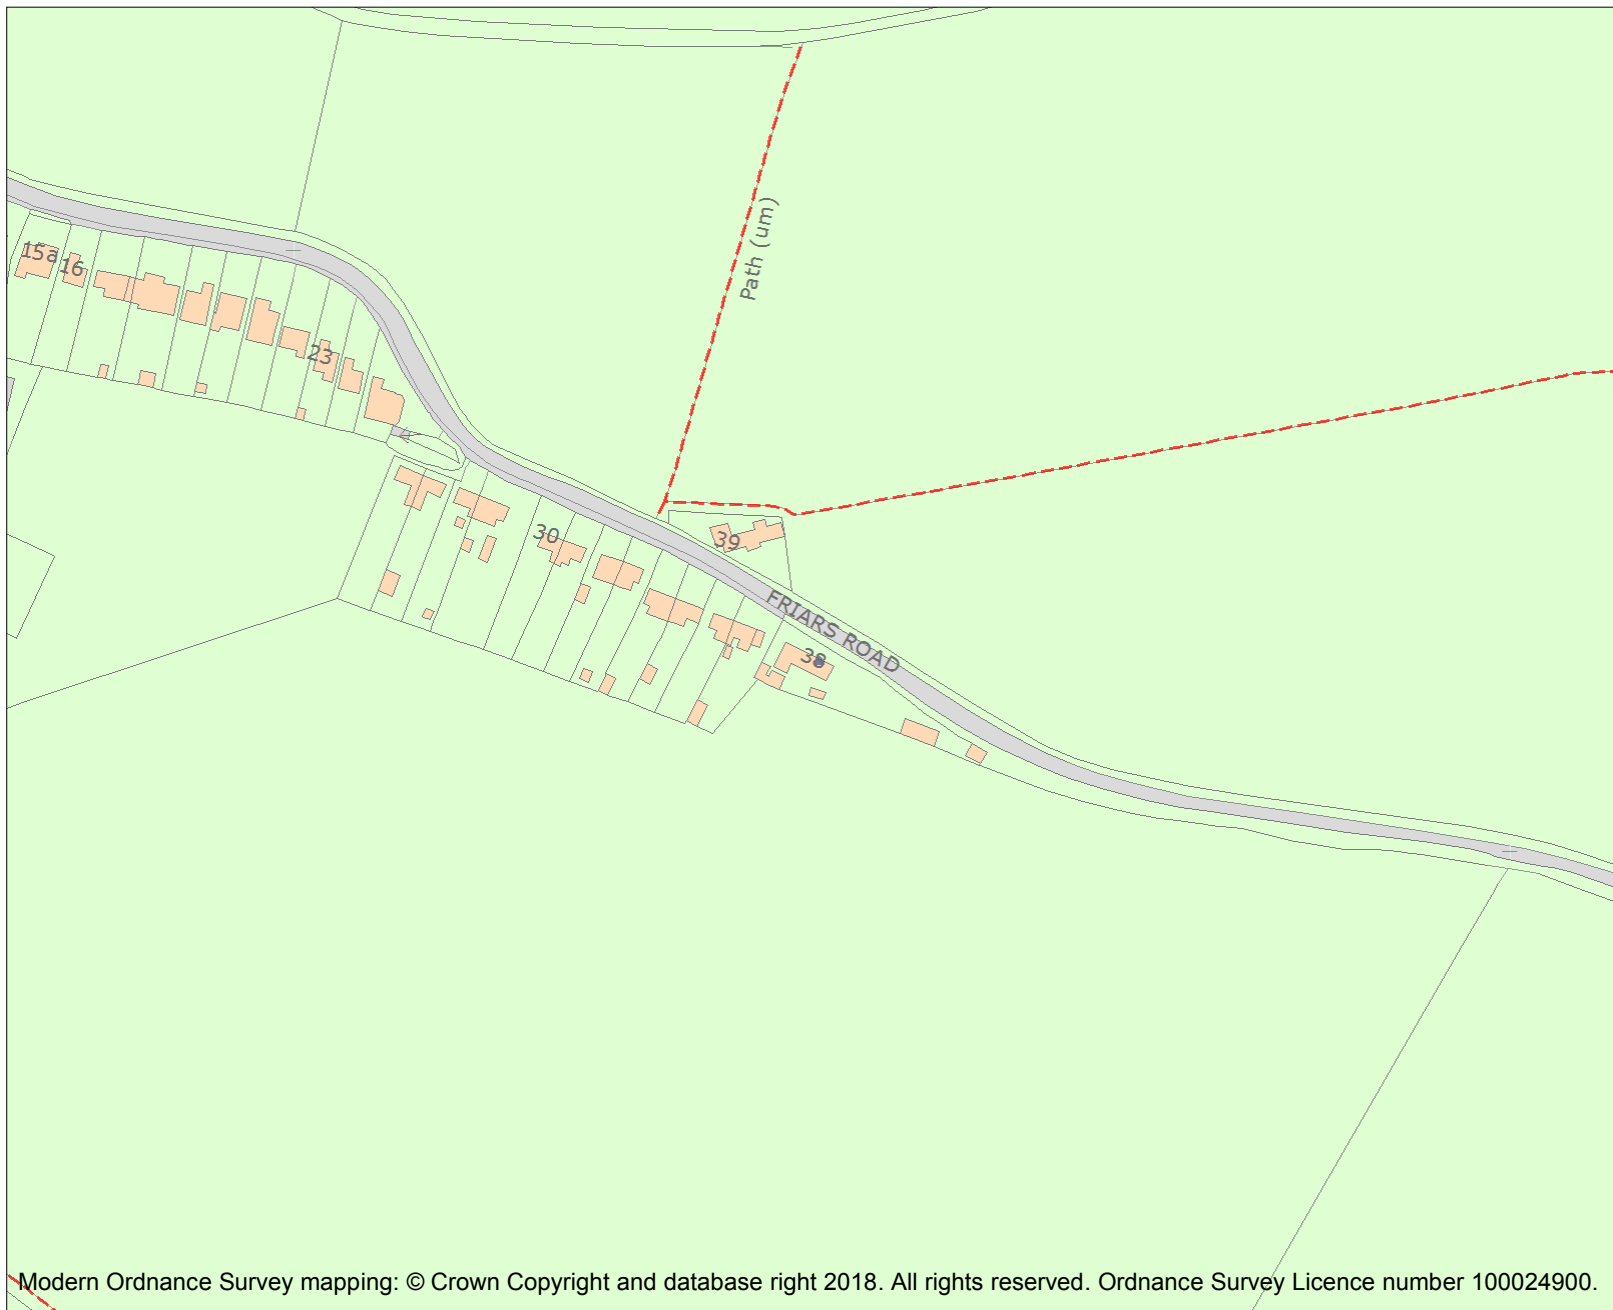 Path (um)
15a
16
23
30
39
FRIARS ROAD
38
Modern Ordnance Survey mapping: © Crown Copyright and database right 2018. All rights reserved. Ordnance Survey Licence number 100024900.